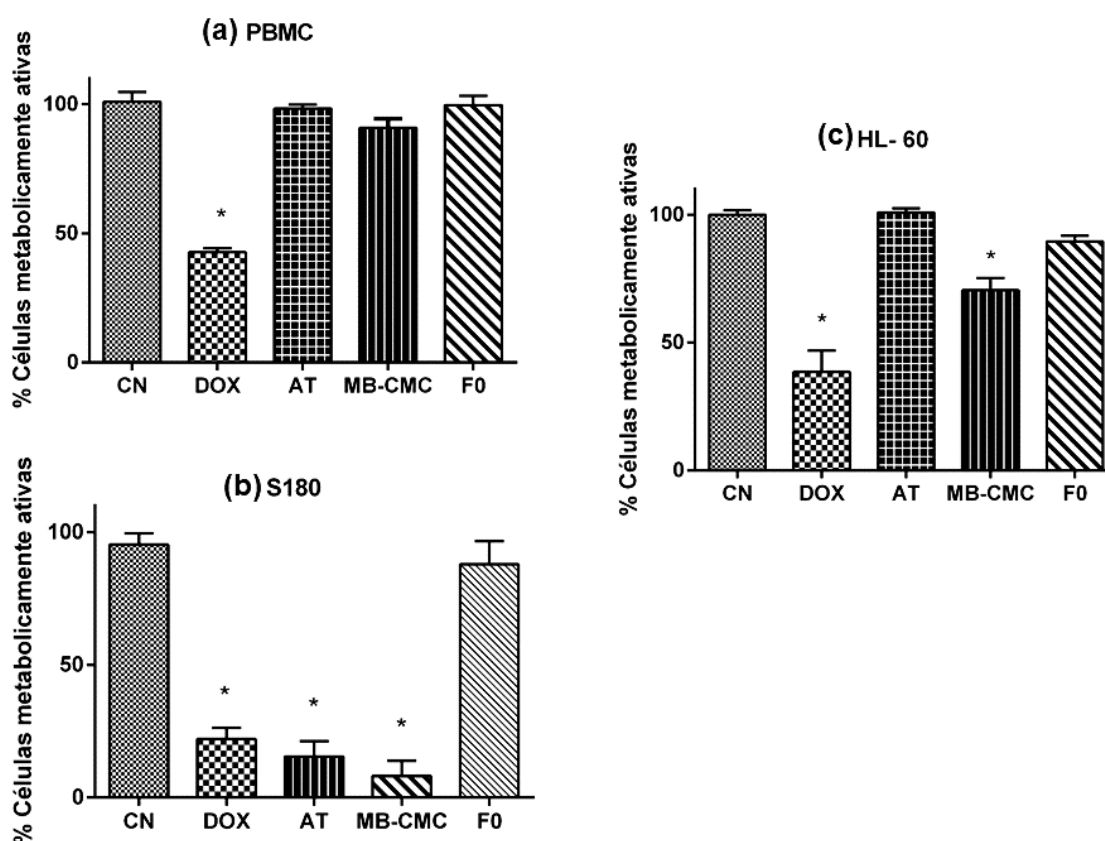 (a) PBMC
% Células metabolicamente ativas
100
50
0
CN DOX AT MB-CMC F0
*
(b) S180
% Células metabolicamente ativas
100
50
0
CN DOX AT MB-CMC F0
* * *
(c) HL- 60
% Células metabolicamente ativas
100
50
0
CN DOX AT MB-CMC F0
* *